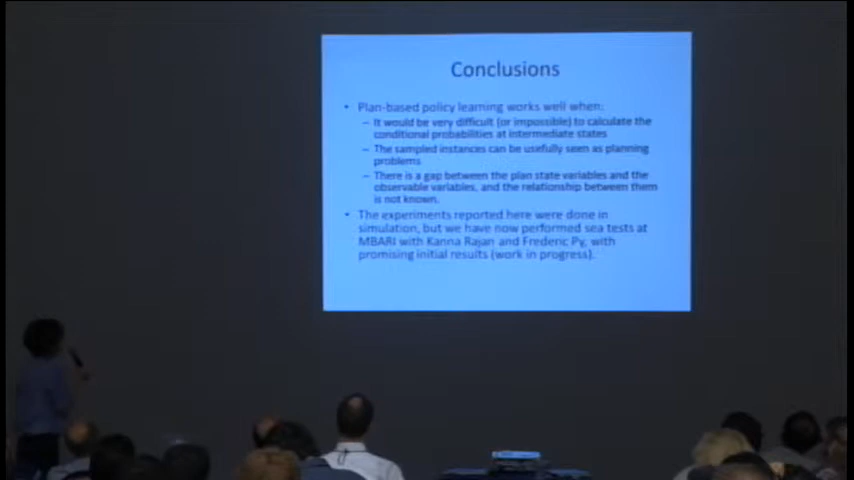 Conclusions
• Plan-based policy learning works well when:
– It would be very difficult (or impossible) to calculate the
conditional probabilities at intermediate states
– The sampled instances can be usefully seen as planning
problems
– There is a gap between the plan state variables and the
observable variables, and the relationship between them
is not known.
• The experiments reported here were done in
simulation, but we have now performed sea tests at
MBARI with Kanna Rajan and Frederic Py, with
promising initial results (work in progress).